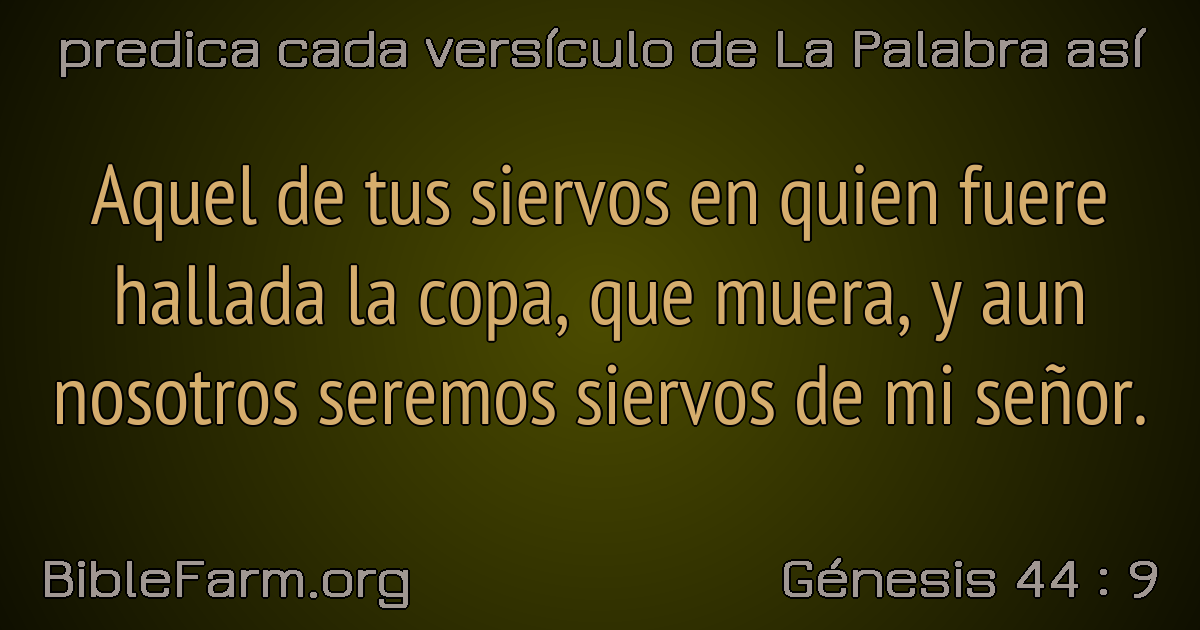 predica cada versículo de La Palabra así
Aquel de tus siervos en quien fuere
hallada la copa, que muera, y aun
nosotros seremos siervos de mi señor.
BibleFarm.org
Génesis 44 : 9